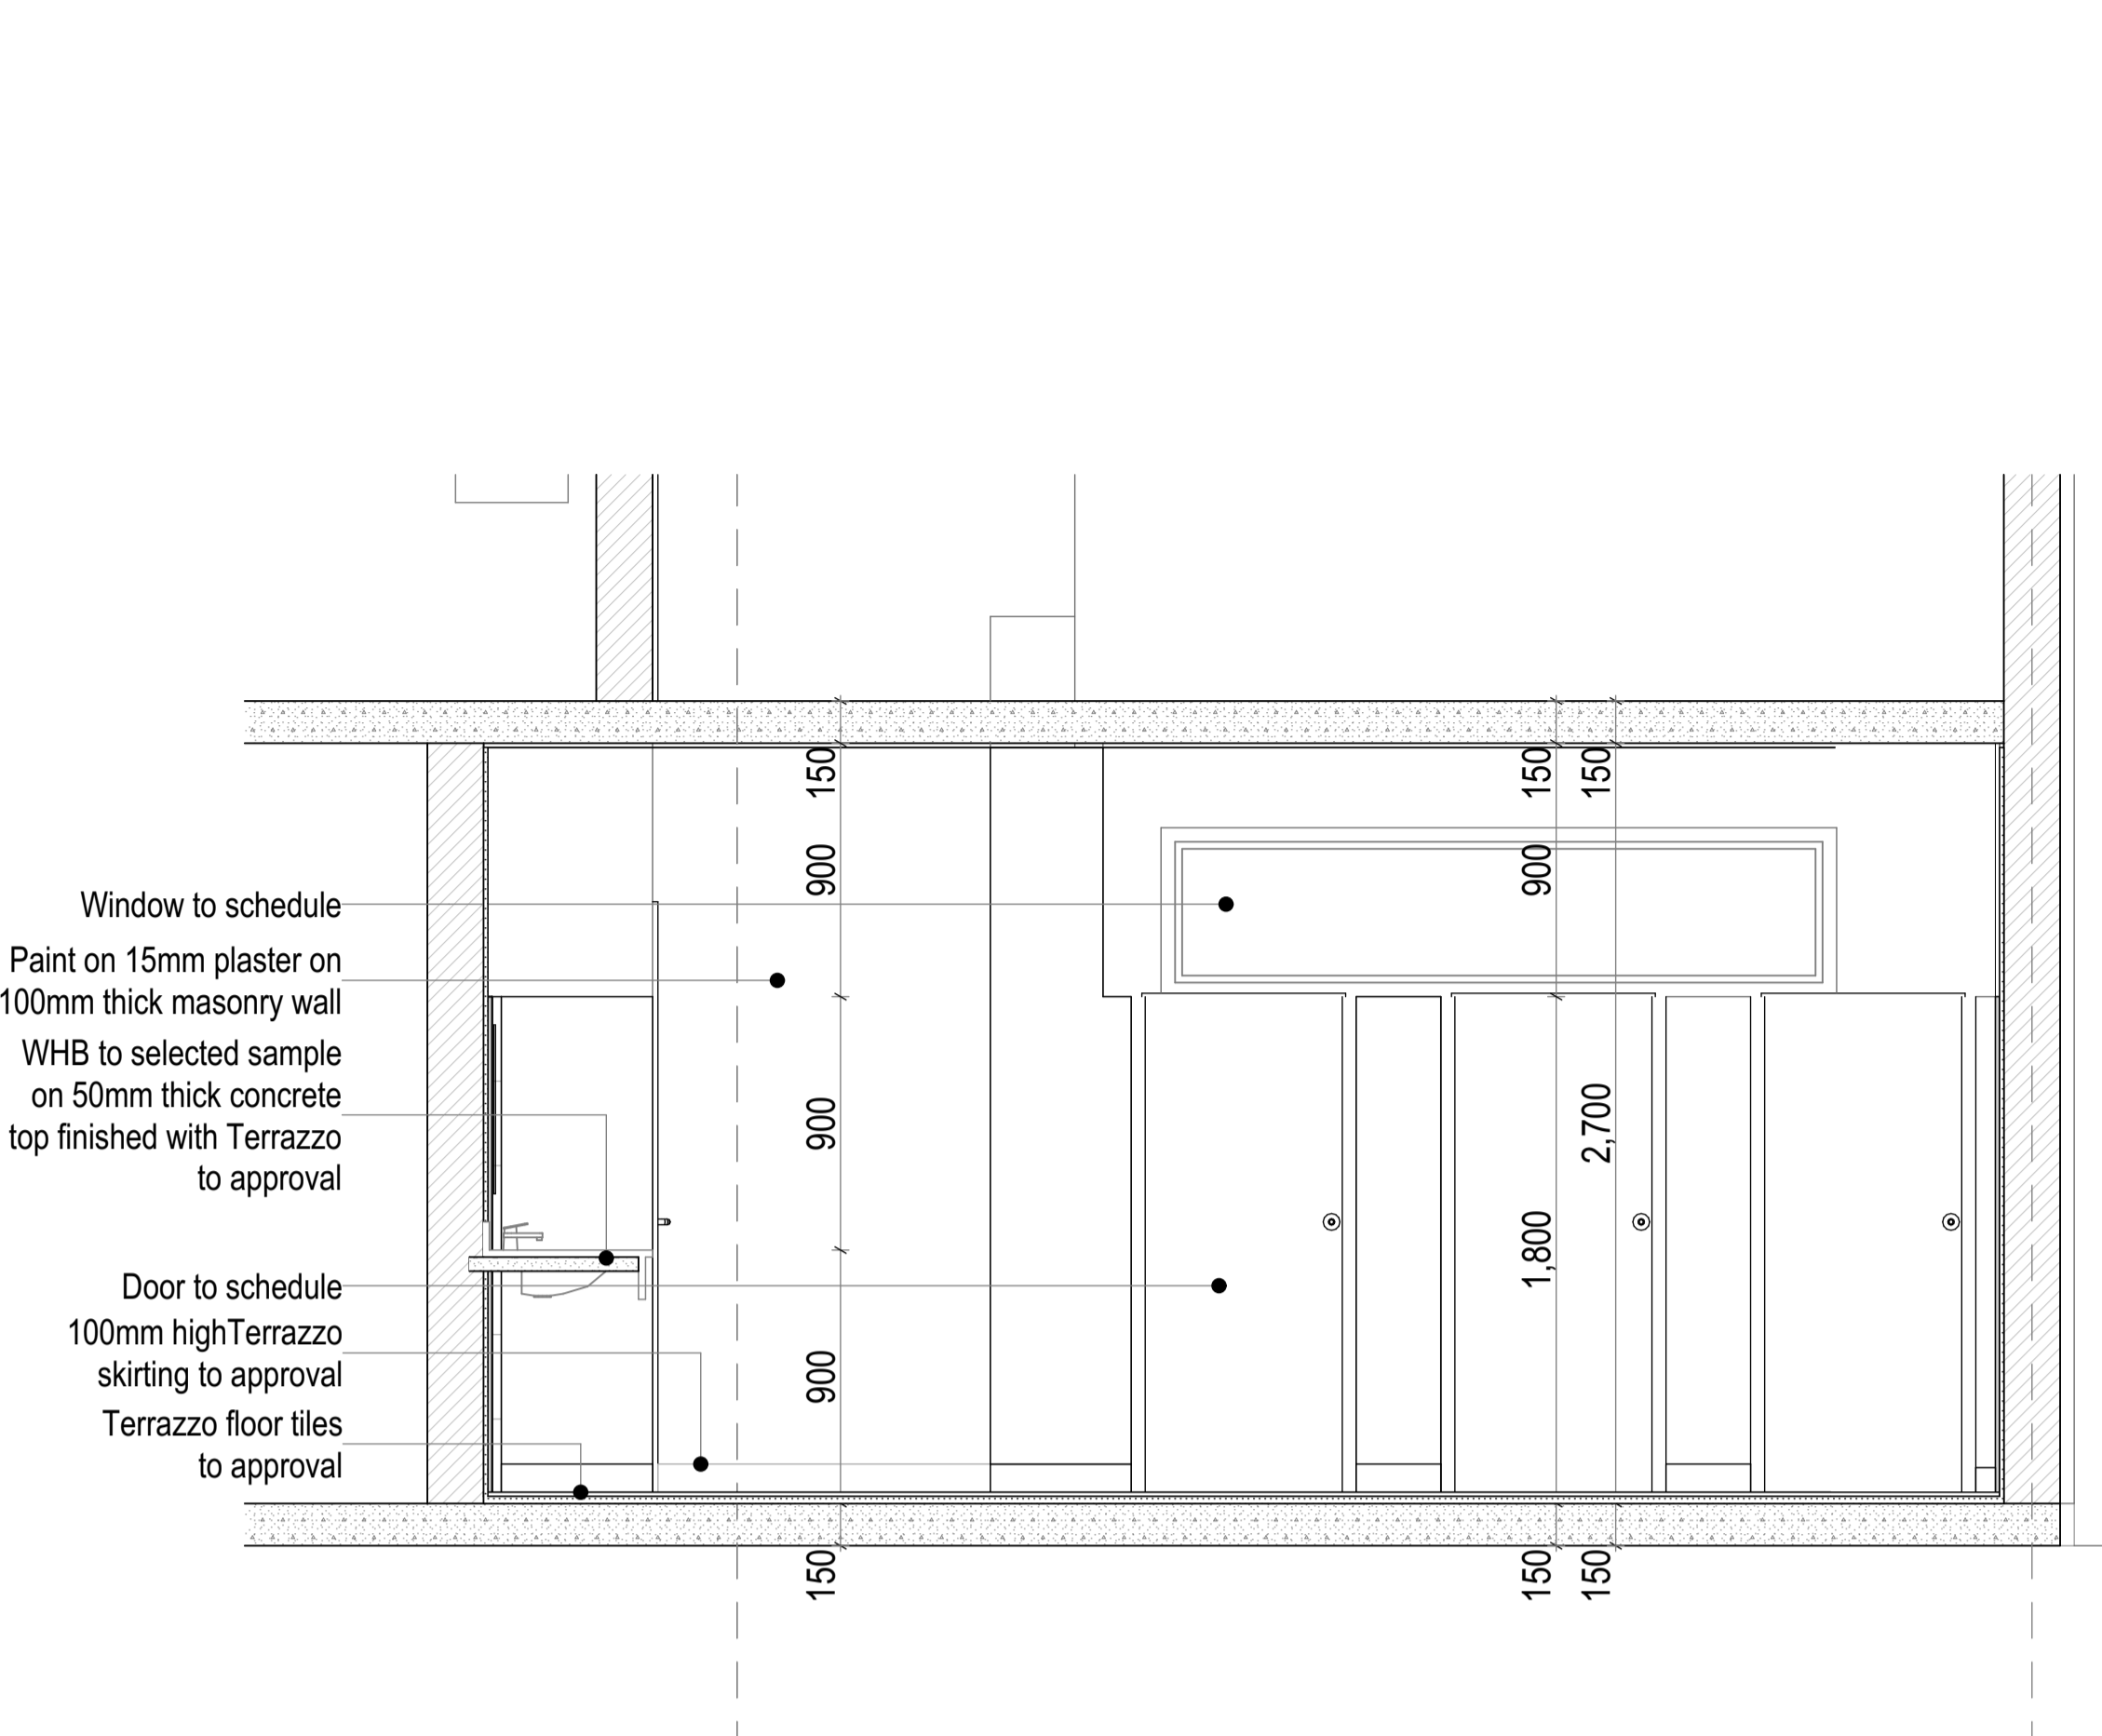 150
150
150
900
900
Window to schedule
Paint on 15mm plaster on
100mm thick masonry wall
WHB to selected sample
on 50mm thick concrete
top finished with Terrazzo
to approval
900
2,700
1,800
Door to schedule
100mm highTerrazzo
skirting to approval
900
Terrazzo floor tiles
to approval
150
150
150